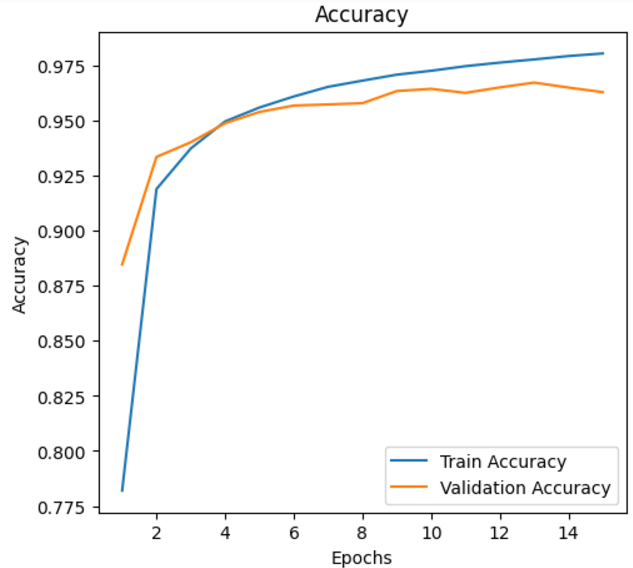 Accuracy
0.975
0.950
0.925
0.900
0.875
0.850
0.825
0.800
0.775
Accuracy
2 4 6 8 10 12 14
Epochs
Train Accuracy
Validation Accuracy